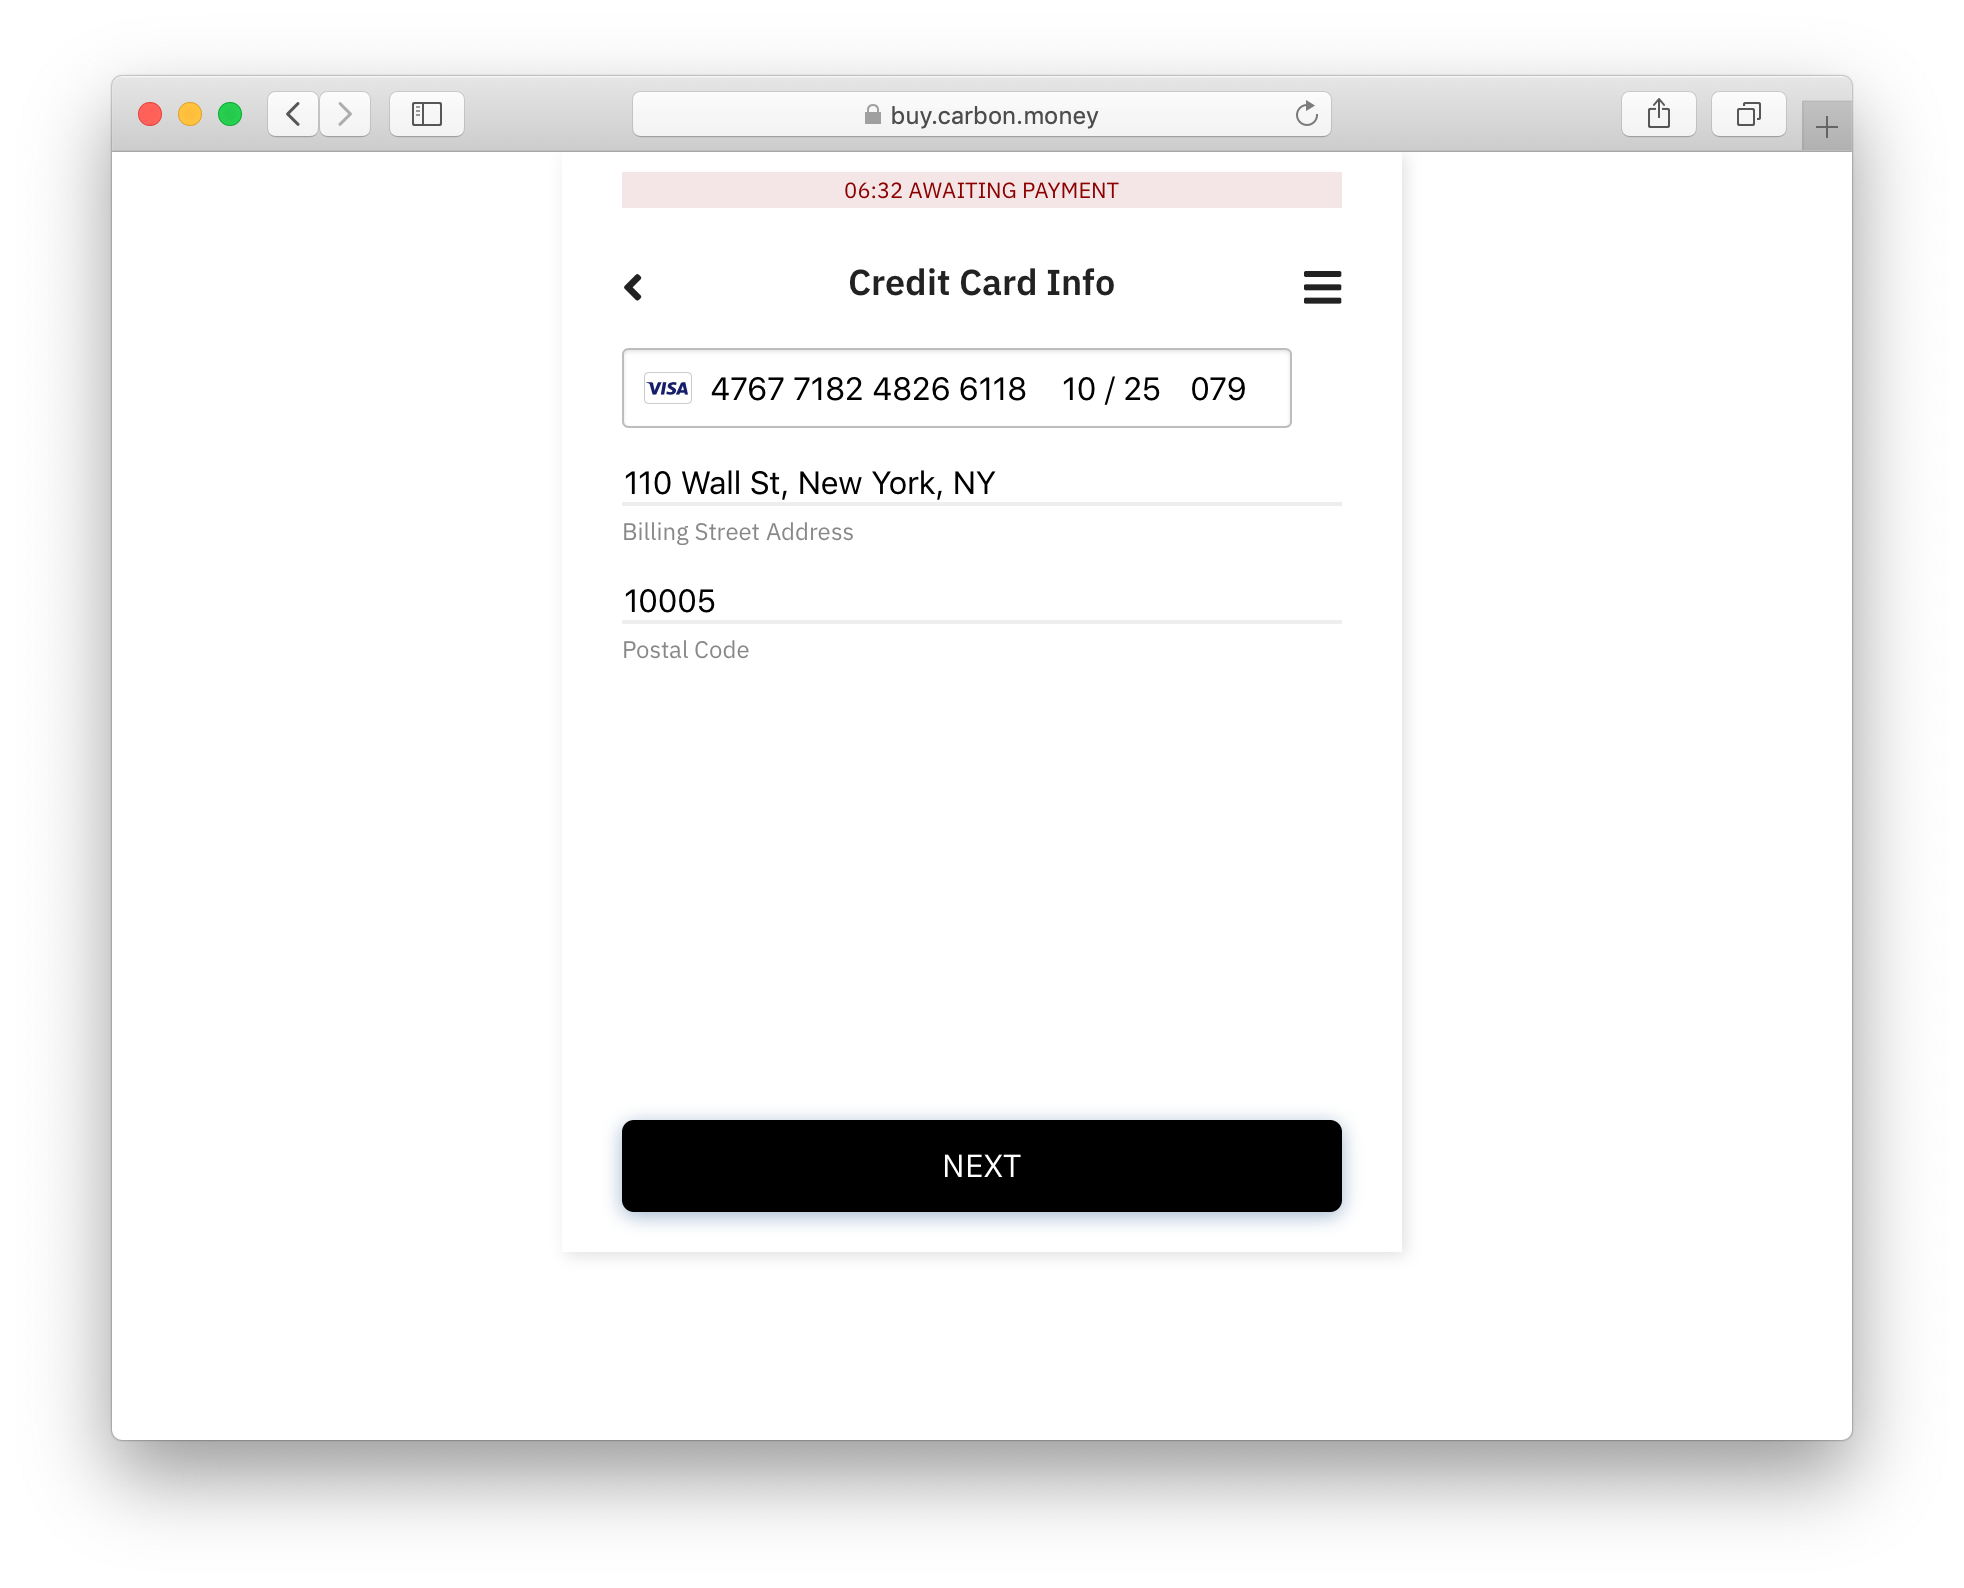 buy.carbon.money
06:32 AWAITING PAYMENT
Credit Card Info
VISA 4767 7182 4826 6118 10 / 25 079
110 Wall St, New York, NY
Billing Street Address
10005
Postal Code
NEXT